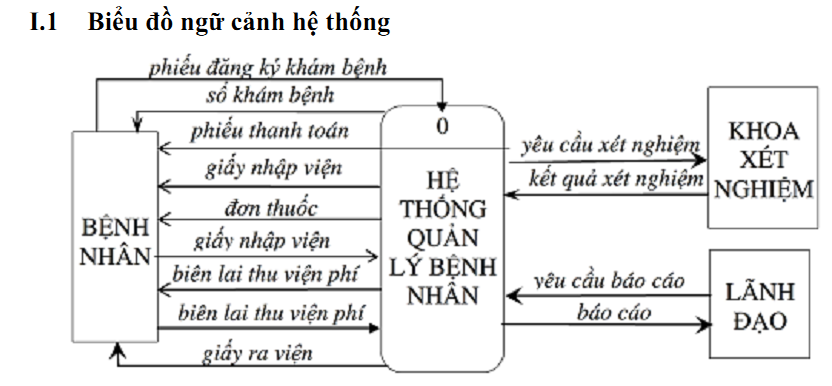 I.1 Biểu đồ ngữ cảnh hệ thống
phiếu đăng ký khám bệnh
số khám bệnh
phiếu thanh toán
giấy nhập viện
đơn thuốc
giấy nhập viện
biên lai thu viện phí
biên lai thu viện phí
giấy ra viện
BỆNH
NHÂN
0
HỆ
THỐNG
QUẢN
LÝ BỆNH
NHÂN
yêu cầu xét nghiệm
kết quả xét nghiệm
KHOA
XÉT
NGHIỆM
yêu cầu báo cáo
báo cáo
LÃNH
ĐẠO